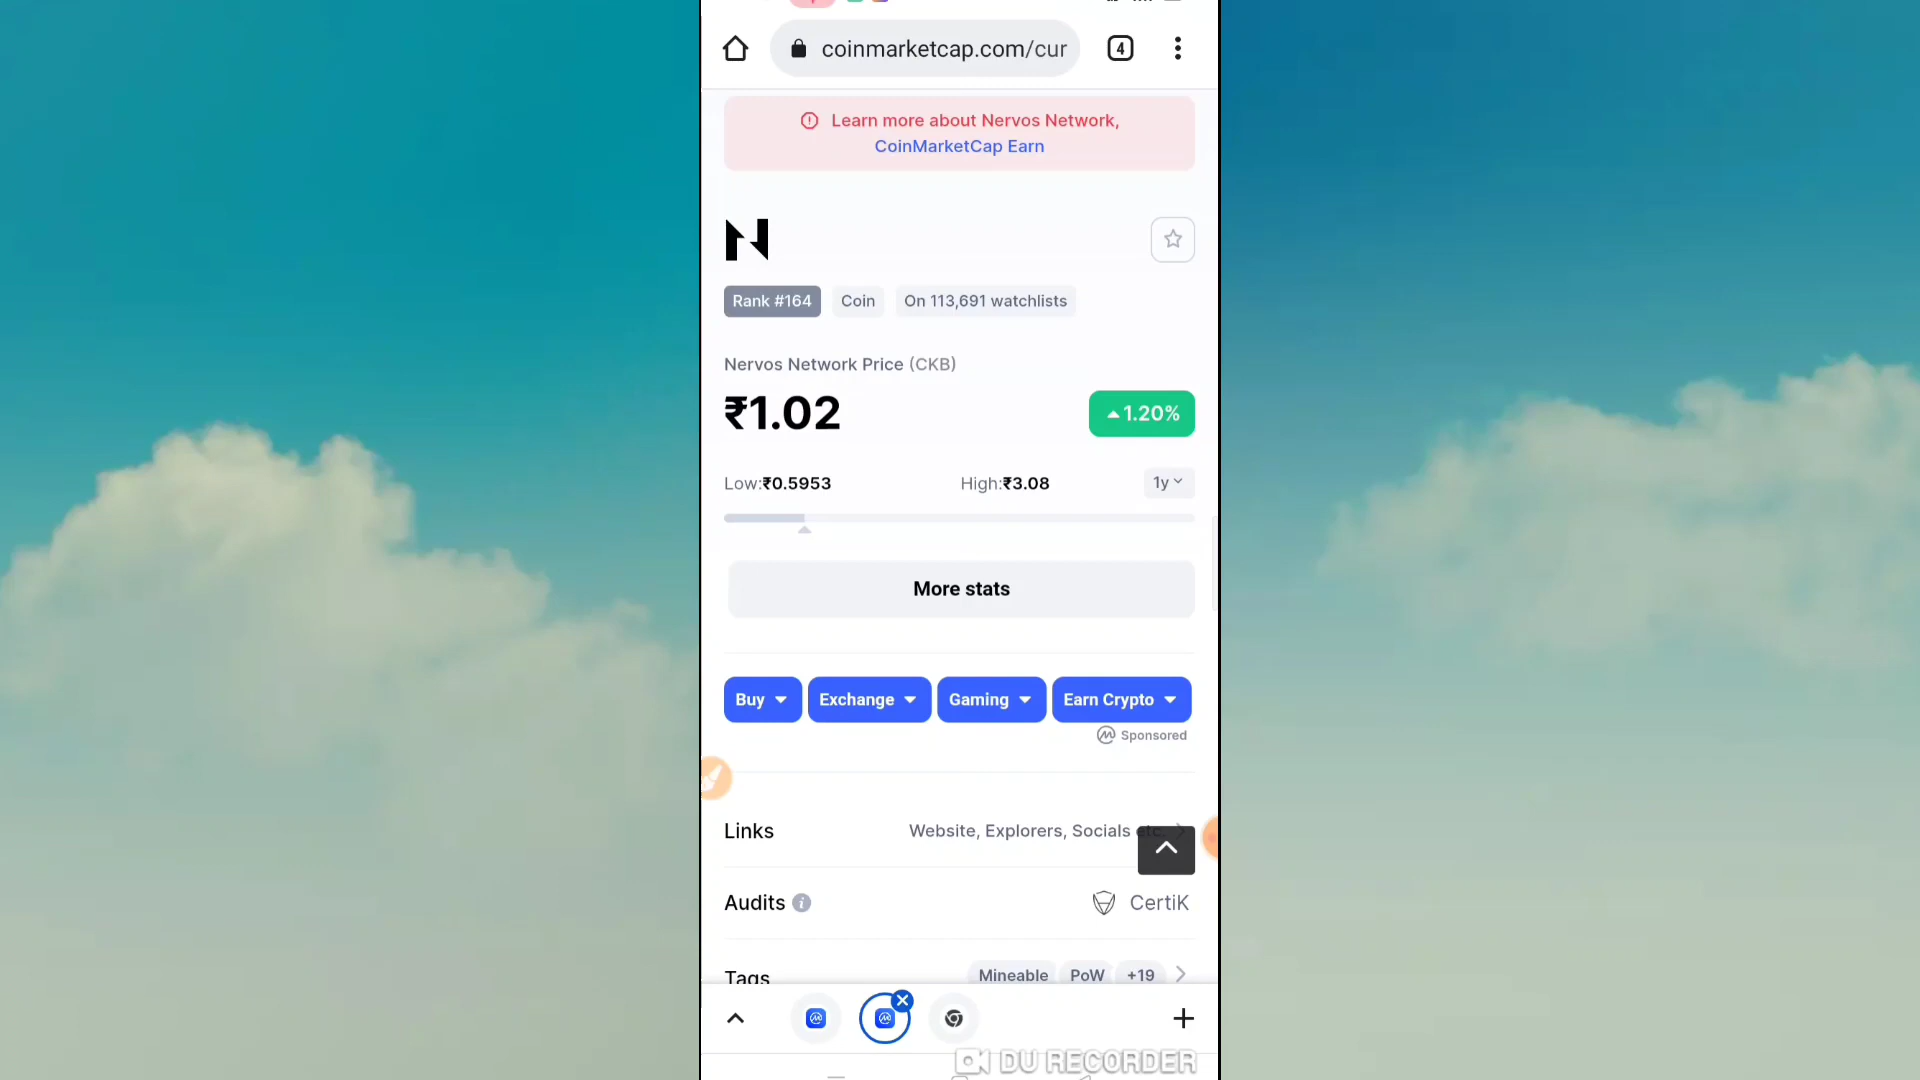 coinmarketcap.com/cur
4
Learn more about Nervos Network,
CoinMarketCap Earn
Rank #164
Coin
On 113,691 watchlists
Nervos Network Price (CKB)
₹1.02
1.20%
Low:₹0.5953
High:₹3.08
1y
More stats
Buy
Exchange
Gaming
Earn Crypto
Sponsored
Links
Website, Explorers, Socials etc.
Audits
CertiK
Tags
Mineable
PoW
+19
DU RECORDER